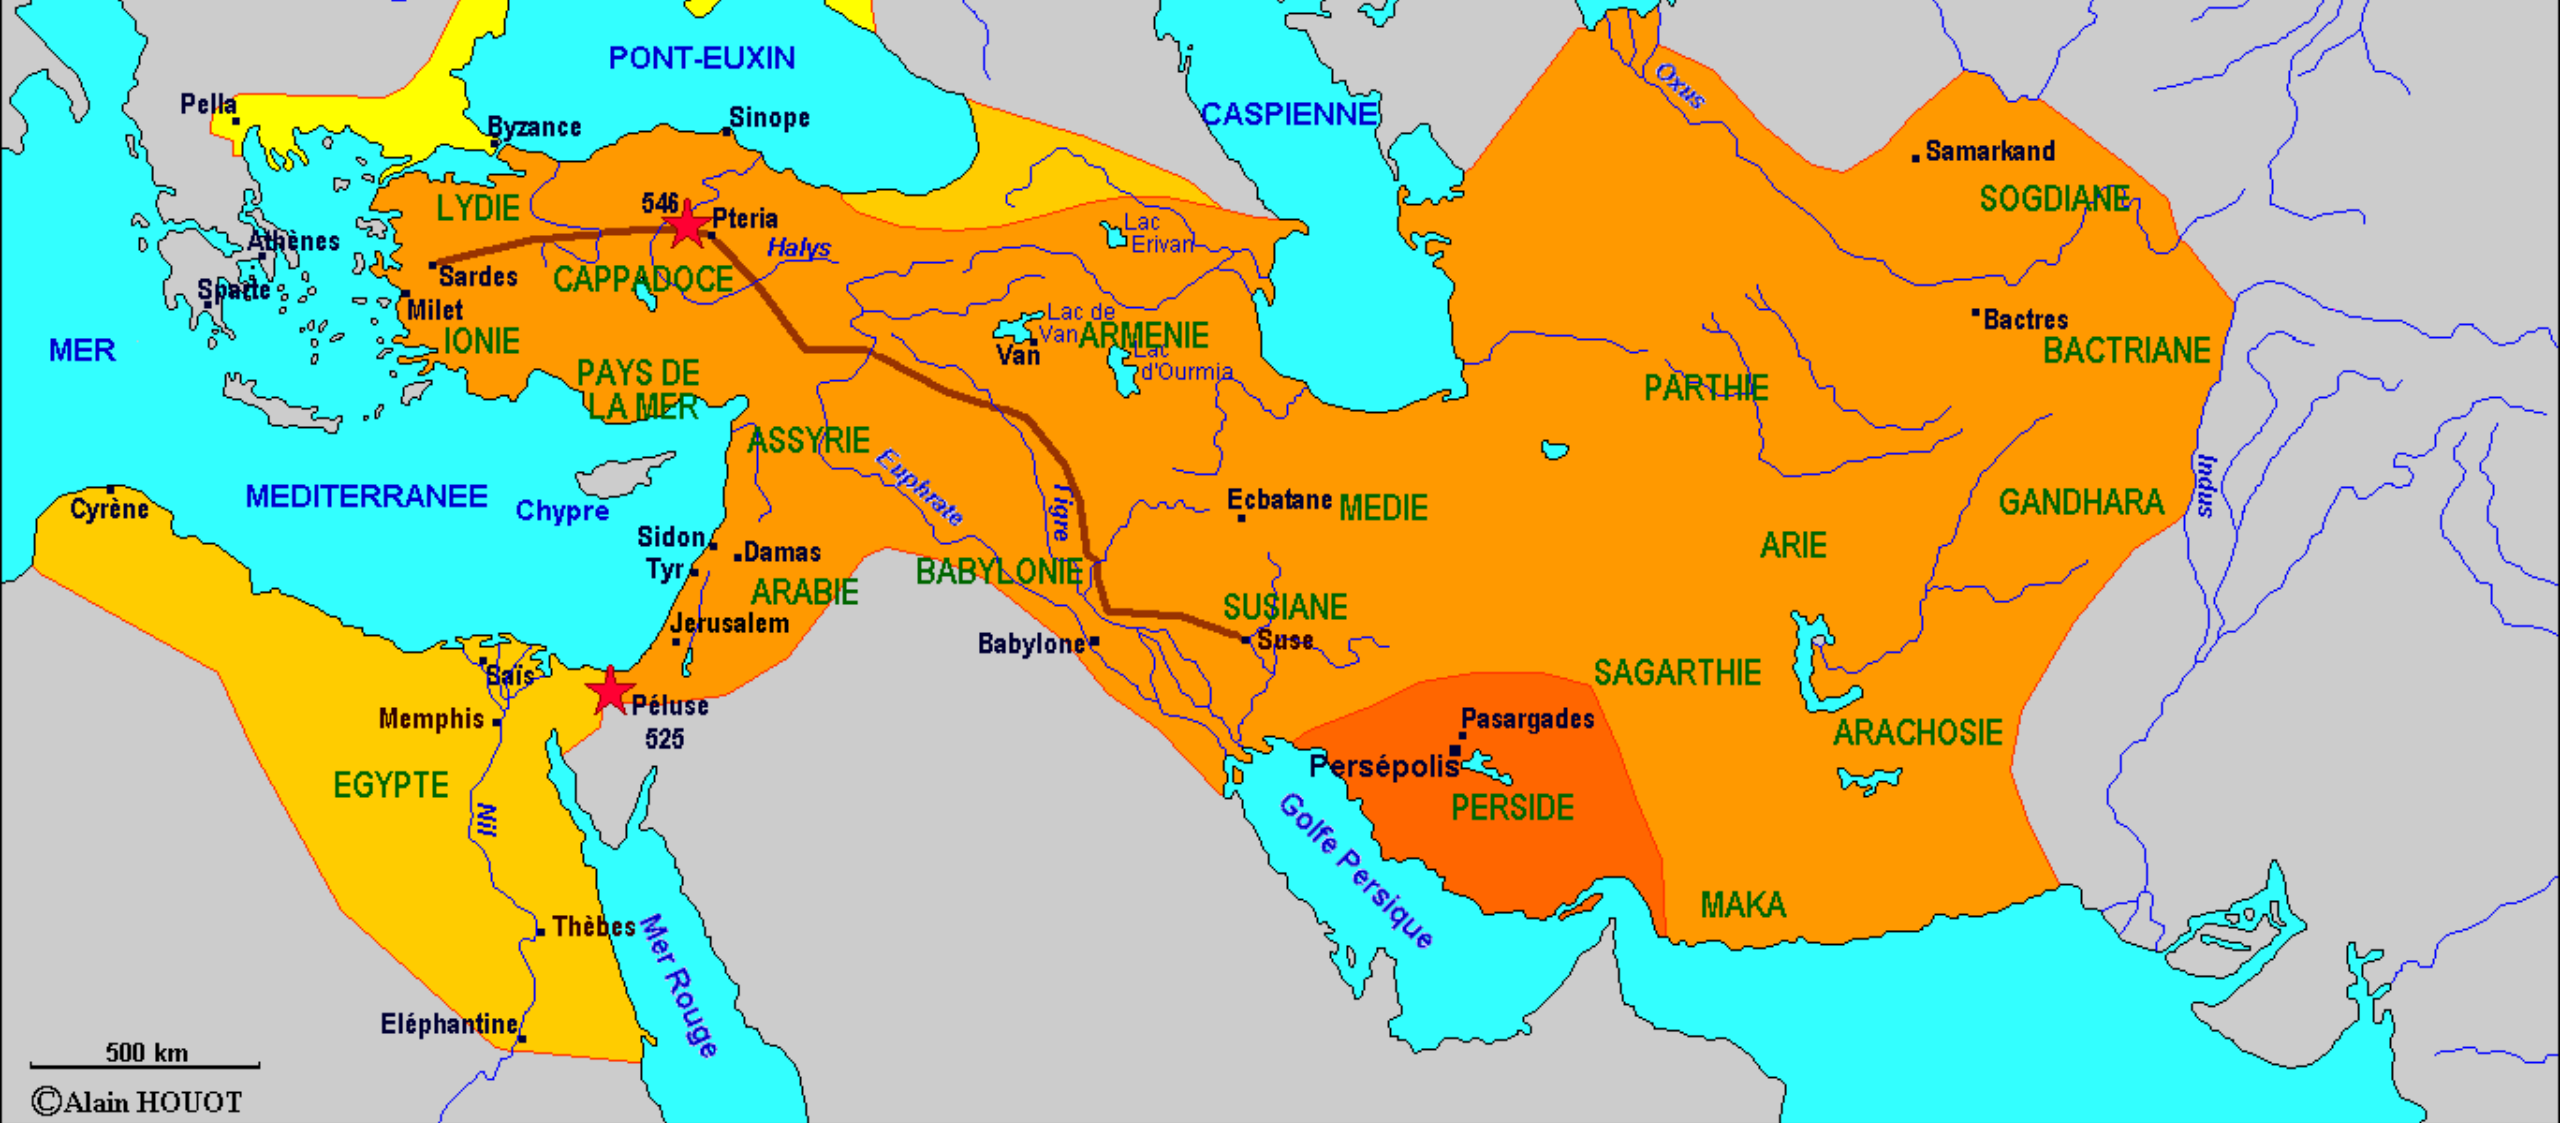 PONT-EUXIN
CASPIENNE
Oxus
Pella
Byzance
Sinope
Samarkand
SOGDIANE
LYDIE
546
Pteria
Halys
Lac
Erivan
Athènes
Sardes
CAPPADOCE
Sparte
Milet
IONIE
Lac de
Van
ARMENIE
Van
Lac
d'Ourmia
Bactres
BACTRIANE
MER
PAYS DE
LA MER
PARTHIE
ASSYRIE
Euphrate
Tigre
Indus
MEDITERRANEE
Chypre
Cyrène
Ecbatane
MEDIE
GANDHARA
Sidon
Tyr
Damas
ARABIE
BABYLONIE
ARIE
SUSIANE
Jerusalem
Babylone
Suse
Saïs
SAGARTHIE
Péluse
525
Memphis
Pasargades
Persépolis
ARACHOSIE
EGYPTE
Nil
PERSIDE
Golfe Persique
MAKA
Thèbes
Mer Rouge
Eléphantine
500 km
©Alain HOUOT